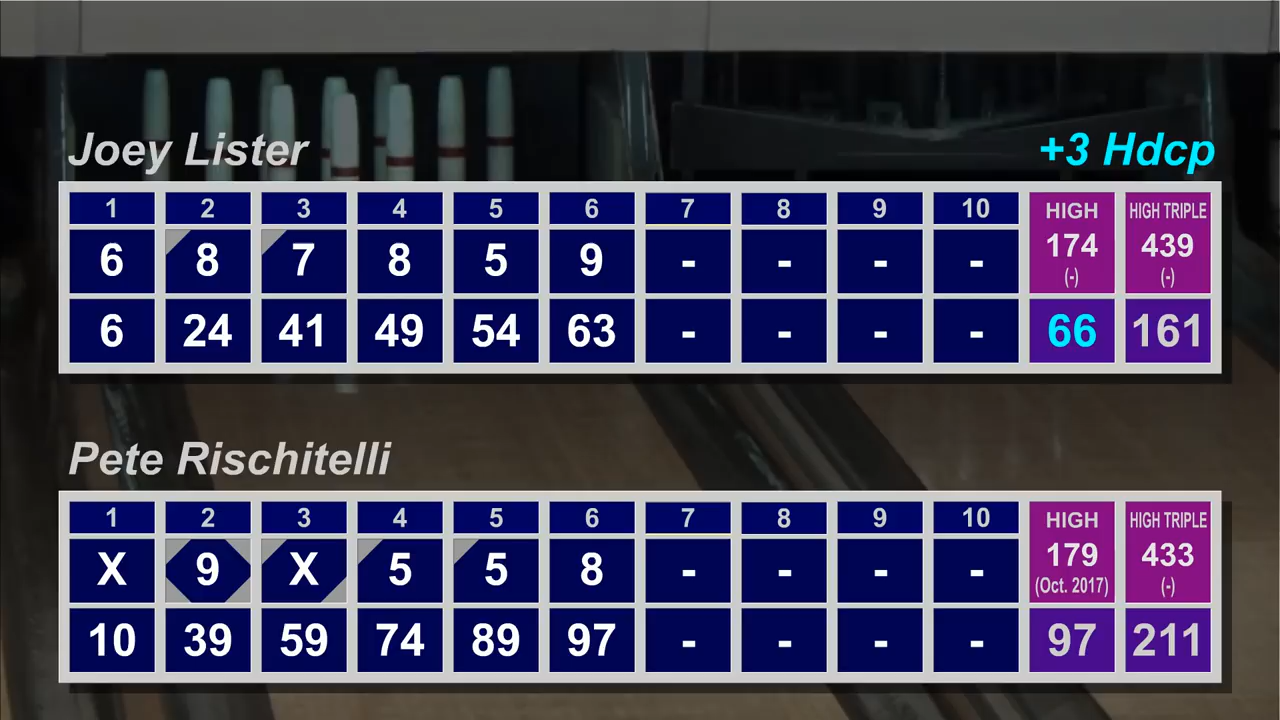 Joey Lister +3 Hdcp
1 2 3 4 5 6 7 8 9 10 HIGH HIGH TRIPLE
6 8 7 8 5 9 - - - - 174 439
(-) (-)
6 24 41 49 54 63 - - - - 66 161
Pete Rischitelli
1 2 3 4 5 6 7 8 9 10 HIGH HIGH TRIPLE
X 9 X 5 5 8 - - - - 179 433
(Oct. 2017) (-)
10 39 59 74 89 97 - - - - 97 211